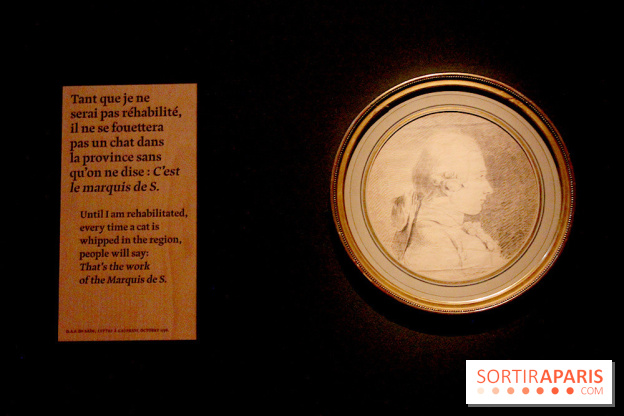 Tant que je ne
serai pas réhabilité,
il ne se fouettera
pas un chat dans
la province sans
qu'on ne dise : C'est
le marquis de S.
Until I am rehabilitated,
every time a cat is
whipped in the region,
people will say:
That's the work
of the Marquis de S.
SORTIRAPARIS
.COM